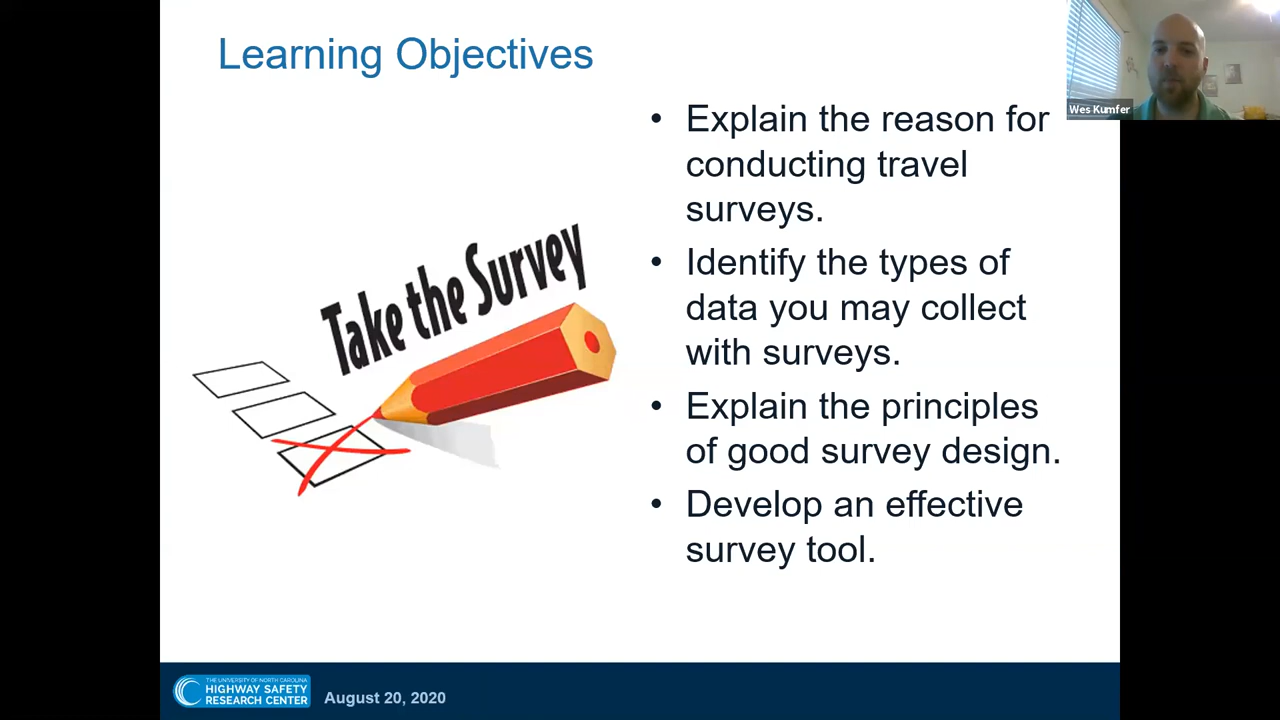 Learning Objectives
Wes Kumfer
• Explain the reason for
conducting travel
surveys.
• Identify the types of
data you may collect
with surveys.
• Explain the principles
of good survey design.
• Develop an effective
survey tool.
Take the Survey
THE UNIVERSITY OF NORTH CAROLINA
HIGHWAY SAFETY
RESEARCH CENTER
August 20, 2020